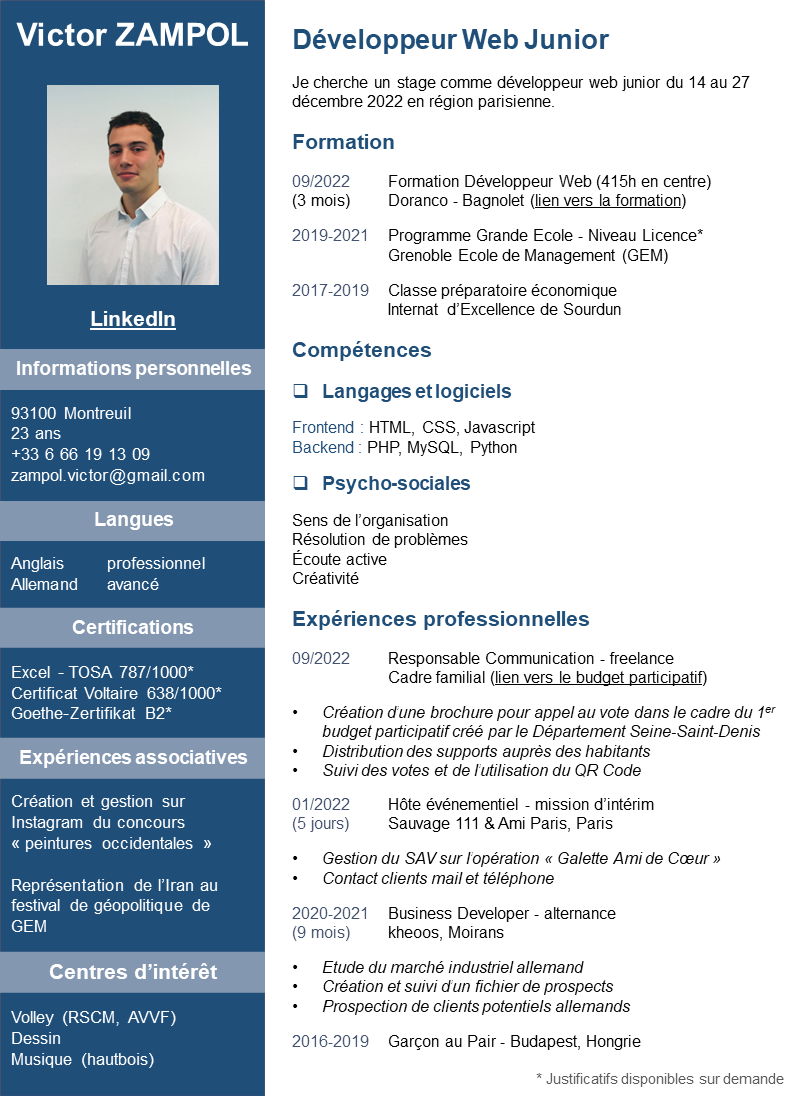 Victor ZAMPOL
LinkedIn
Informations personnelles
93100 Montreuil
23 ans
+33 6 66 19 13 09
zampol.victor@gmail.com
Langues
Anglais professionnel
Allemand avancé
Certifications
Excel - TOSA 787/1000*
Certificat Voltaire 638/1000*
Goethe-Zertifikat B2*
Expériences associatives
Création et gestion sur
Instagram du concours
« peintures occidentales »
Représentation de l’Iran au
festival de géopolitique de
GEM
Centres d’intérêt
Volley (RSCM, AVVF)
Dessin
Musique (hautbois)
Développeur Web Junior
Je cherche un stage comme développeur web junior du 14 au 27
décembre 2022 en région parisienne.
Formation
09/2022 Formation Développeur Web (415h en centre)
(3 mois) Doranco - Bagnolet (lien vers la formation)
2019-2021 Programme Grande Ecole - Niveau Licence*
Grenoble Ecole de Management (GEM)
2017-2019 Classe préparatoire économique
Internat d’Excellence de Sourdun
Compétences
❑ Langages et logiciels
Frontend : HTML, CSS, Javascript
Backend : PHP, MySQL, Python
❑ Psycho-sociales
Sens de l’organisation
Résolution de problèmes
Écoute active
Créativité
Expériences professionnelles
09/2022 Responsable Communication - freelance
Cadre familial (lien vers le budget participatif)
• Création d’une brochure pour appel au vote dans le cadre du 1er
budget participatif créé par le Département Seine-Saint-Denis
• Distribution des supports auprès des habitants
• Suivi des votes et de l’utilisation du QR Code
01/2022 Hôte événementiel - mission d’intérim
(5 jours) Sauvage 111 & Ami Paris, Paris
• Gestion du SAV sur l’opération « Galette Ami de Cœur »
• Contact clients mail et téléphone
2020-2021 Business Developer - alternance
(9 mois) kheoos, Moirans
• Etude du marché industriel allemand
• Création et suivi d’un fichier de prospects
• Prospection de clients potentiels allemands
2016-2019 Garçon au Pair - Budapest, Hongrie
* Justificatifs disponibles sur demande